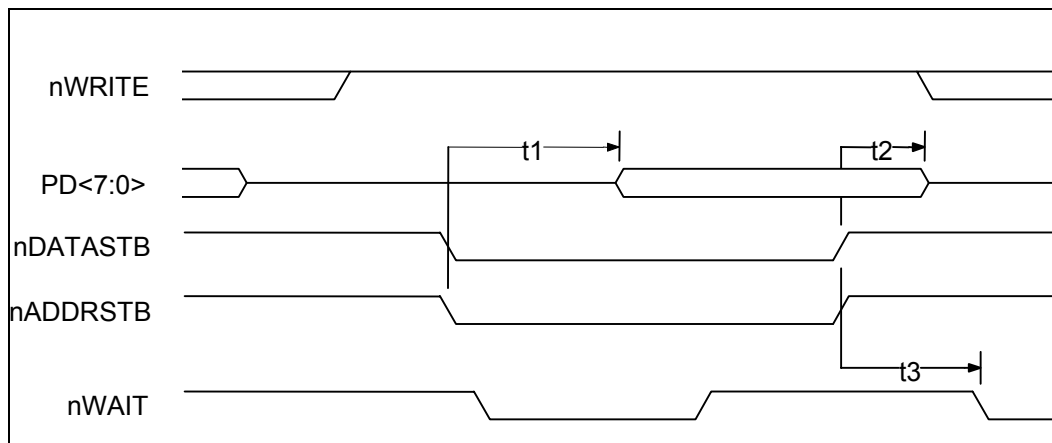 nWRITE
t1
t2
PD<7:0>
nDATASTB
nADDRSTB
t3
nWAIT